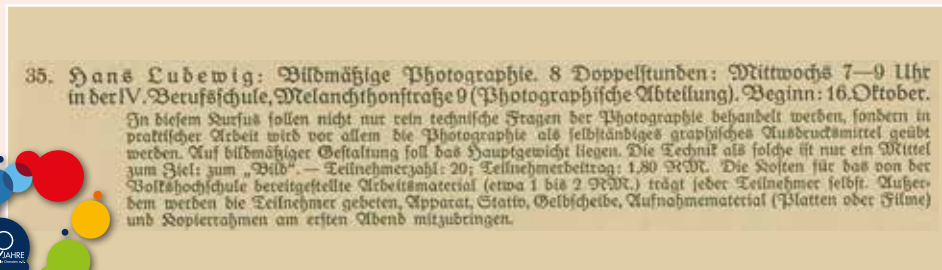 35. Hans Ludewig: Bildmäßige Photographie. 8 Doppelstunden: Mittwochs 7—9 Uhr
in der IV. Berufsschule, Melanchthonstraße 9 (Photographische Abteilung). Beginn: 16. Oktober.
In diesem Kursus sollen nicht nur rein technische Fragen der Photographie behandelt werden, sondern in
praktischer Arbeit wird vor allem die Photographie als selbständiges graphisches Ausdrucksmittel geübt
werden. Auf bildmäßiger Gestaltung soll das Hauptgewicht liegen. Die Technik als solche ist nur ein Mittel
zum Ziel: zum „Bild". — Teilnehmerzahl: 20; Teilnehmerbeitrag: 1,80 RM. Die Kosten für das von der
Volkshochschule bereitgestellte Arbeitsmaterial (etwa 1 bis 2 RM.) trägt jeder Teilnehmer selbst. Außer-
dem werden die Teilnehmer gebeten, Apparat, Stativ, Gelbscheibe, Aufnahmematerial (Platten oder Filme)
und Kopierrahmen am ersten Abend mitzubringen.
JAHRE